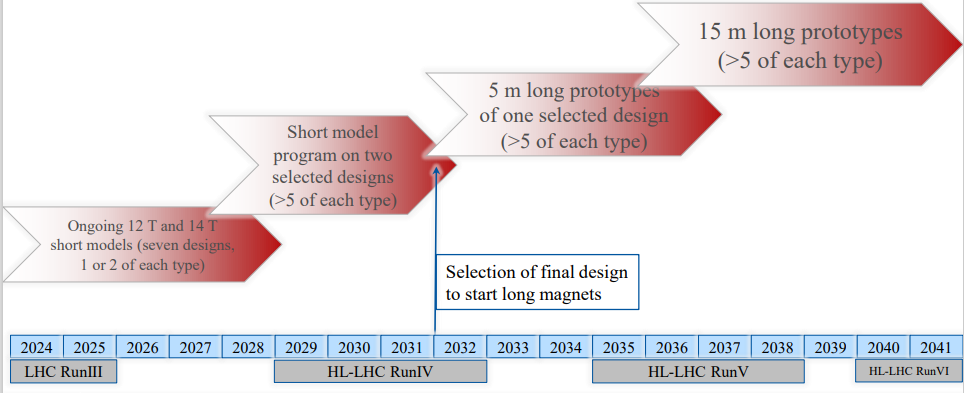 15 m long prototypes
(>5 of each type)
5 m long prototypes
of one selected design
(>5 of each type)
Short model
program on two
selected designs
(>5 of each type)
Ongoing 12 T and 14 T
short models (seven designs,
1 or 2 of each type)
Selection of final design
to start long magnets
2024 2025 2026 2027 2028 2029 2030 2031 2032 2033 2034 2035 2036 2037 2038 2039 2040 2041
LHC RunIII HL-LHC RunIV HL-LHC RunV HL-LHC RunVI